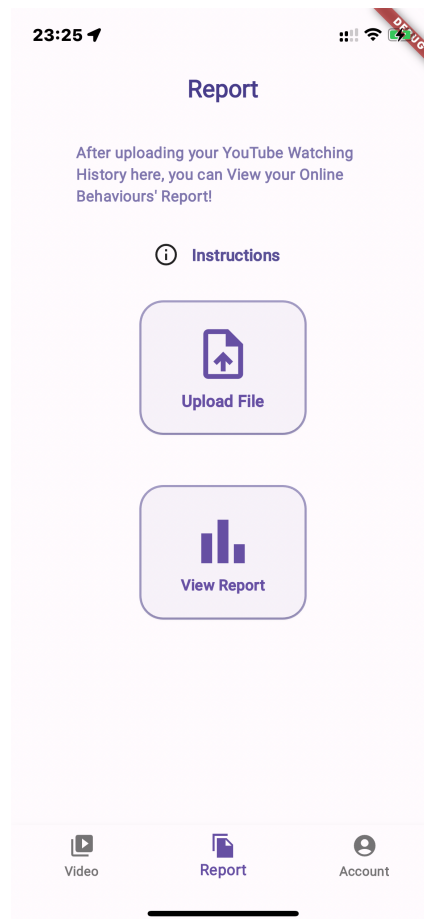 23:25
DEBUG
Report
After uploading your YouTube Watching
History here, you can View your Online
Behaviours' Report!
Instructions
Upload File
View Report
Video
Report
Account